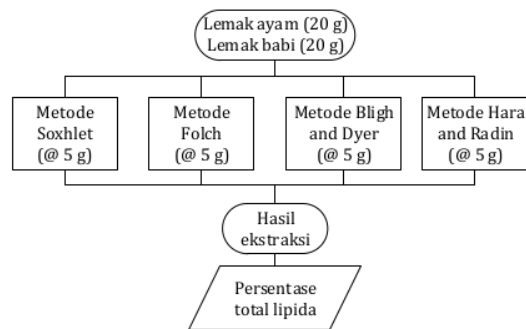 Lemak ayam (20 g)
Lemak babi (20 g)
Metode
Soxhlet
(@ 5 g)
Metode
Folch
(@ 5 g)
Metode Bligh
and Dyer
(@ 5 g)
Metode Hara
and Radin
(@ 5 g)
Hasil
ekstraksi
Persentase
total lipida